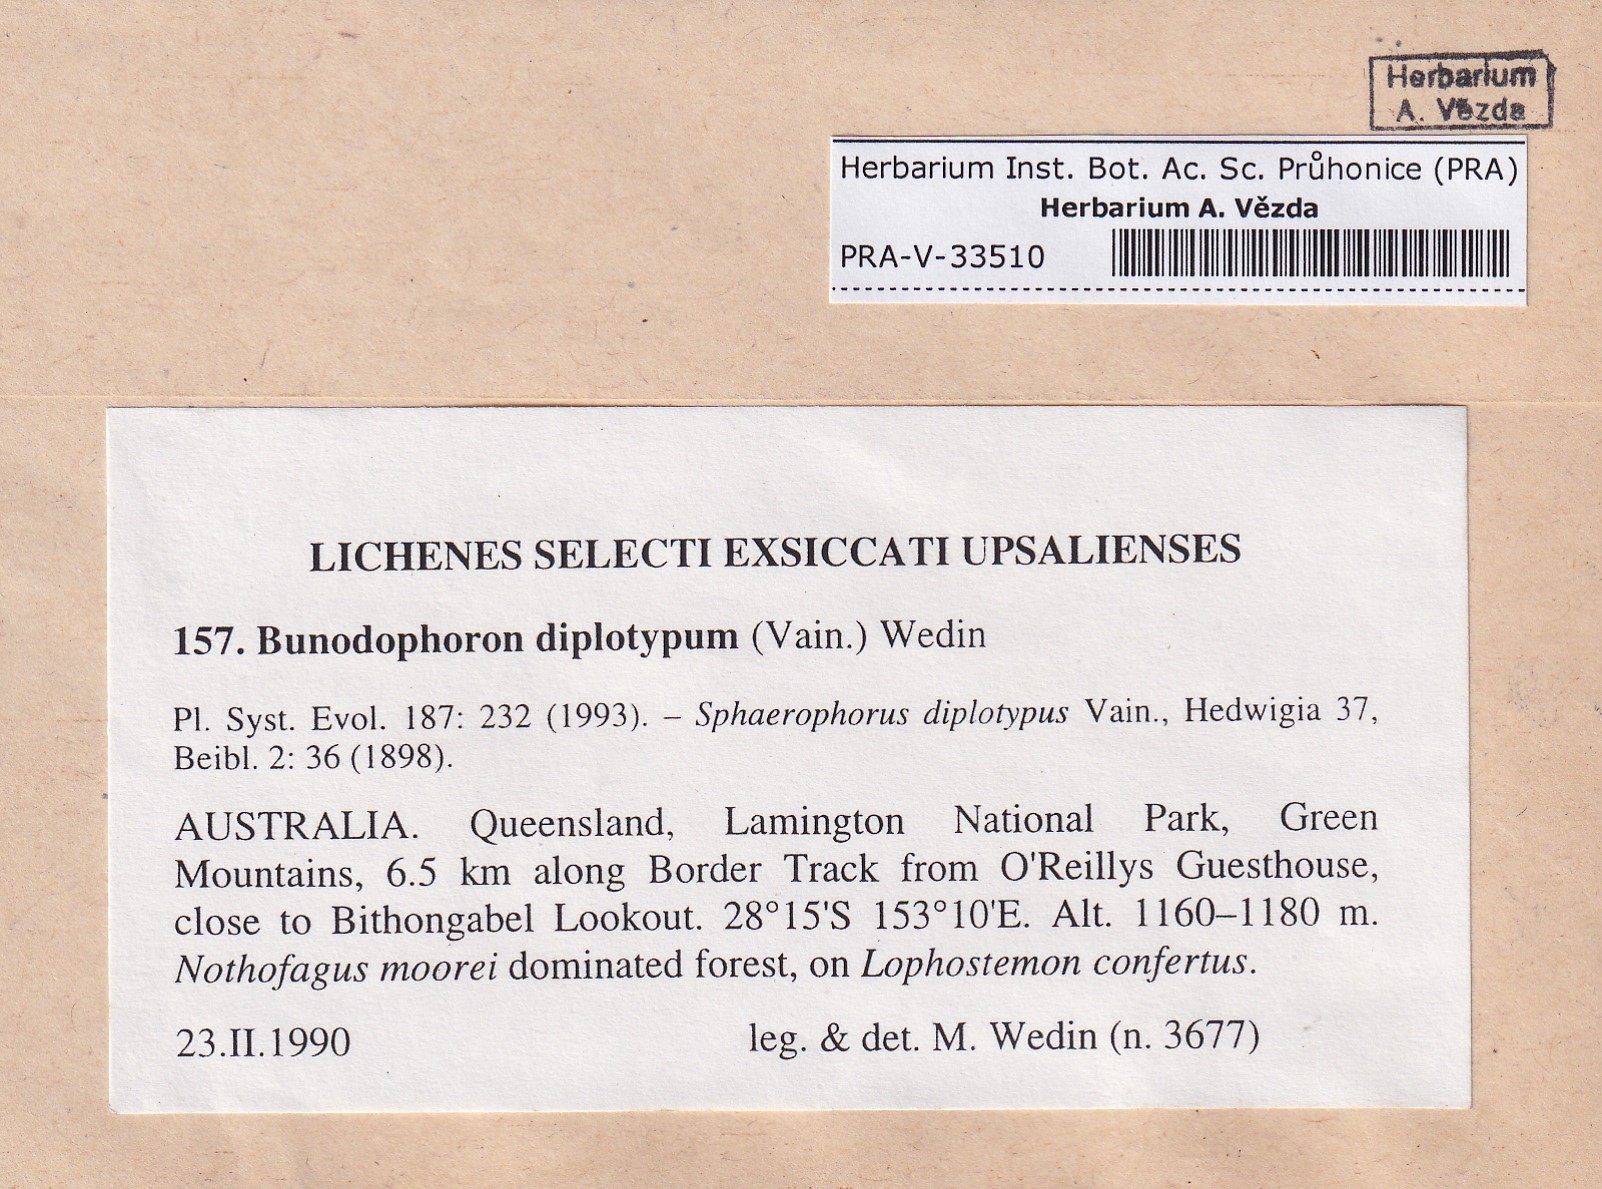 Herbarium
A. Vězda
Herbarium Inst. Bot. Ac. Sc. Průhonice (PRA)
Herbarium A. Vězda
PRA-V-33510
LICHENES SELECTI EXSICCATI UPSALIENSES
157. Bunodophoron diplotypum (Vain.) Wedin
Pl. Syst. Evol. 187: 232 (1993). – Sphaerophorus diplotypus Vain., Hedwigia 37,
Beibl. 2: 36 (1898).
AUSTRALIA. Queensland, Lamington National Park, Green
Mountains, 6.5 km along Border Track from O'Reillys Guesthouse,
close to Bithongabel Lookout. 28°15'S 153°10'E. Alt. 1160–1180 m.
Nothofagus moorei dominated forest, on Lophostemon confertus.
23.II.1990 leg. & det. M. Wedin (n. 3677)